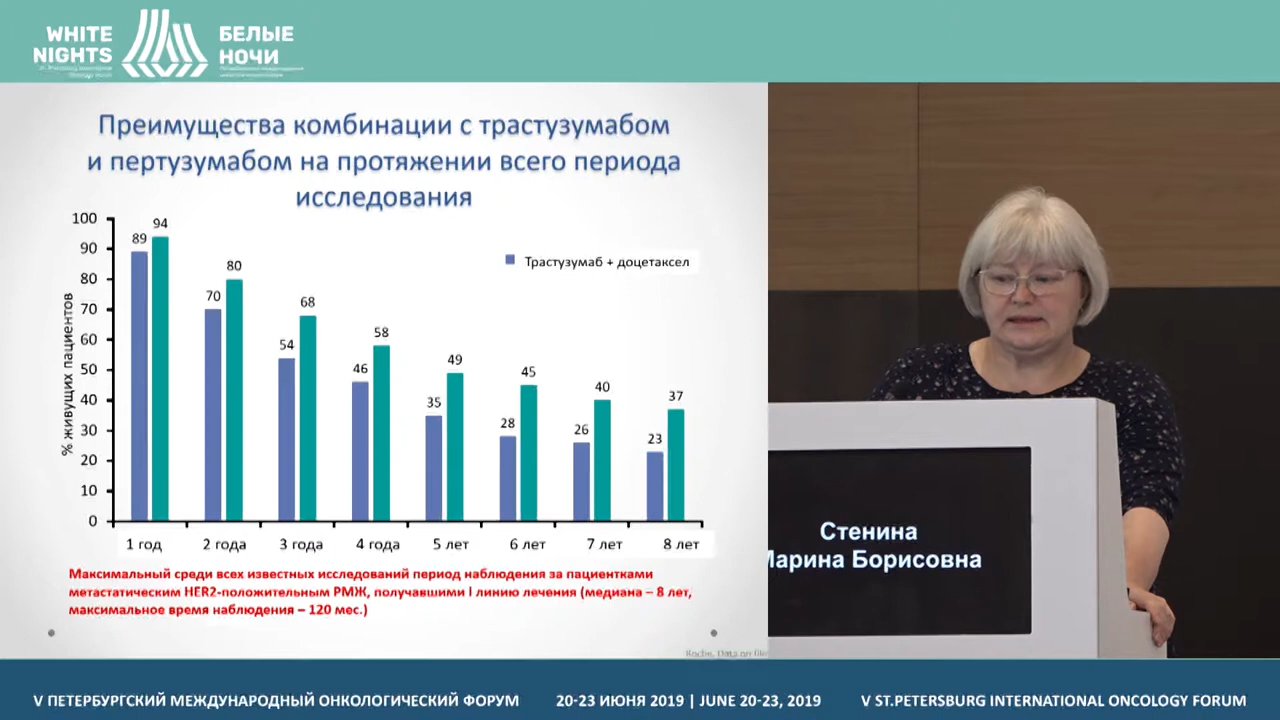 WHITE
NIGHTS
БЕЛЫЕ
НОЧИ
Преимущества комбинации с трастузумабом
и пертузумабом на протяжении всего периода
исследования
% живущих пациентов
100
90
80
70
60
50
40
30
20
10
0
89
94
70
80
54
68
46
58
35
49
28
45
26
40
23
37
Трастузумаб + доцетаксел
1 год
2 года
3 года
4 года
5 лет
6 лет
7 лет
8 лет
Максимальный среди всех известных исследований период наблюдения за пациентками
метастатическим HER2-положительным РМЖ, получавшими I линию лечения (медиана – 8 лет,
максимальное время наблюдения – 120 мес.)
Roche. Data on file
Стенина
Марина Борисовна
V ПЕТЕРБУРГСКИЙ МЕЖДУНАРОДНЫЙ ОНКОЛОГИЧЕСКИЙ ФОРУМ
20-23 ИЮНЯ 2019 | JUNE 20-23, 2019
V ST.PETERSBURG INTERNATIONAL ONCOLOGY FORUM